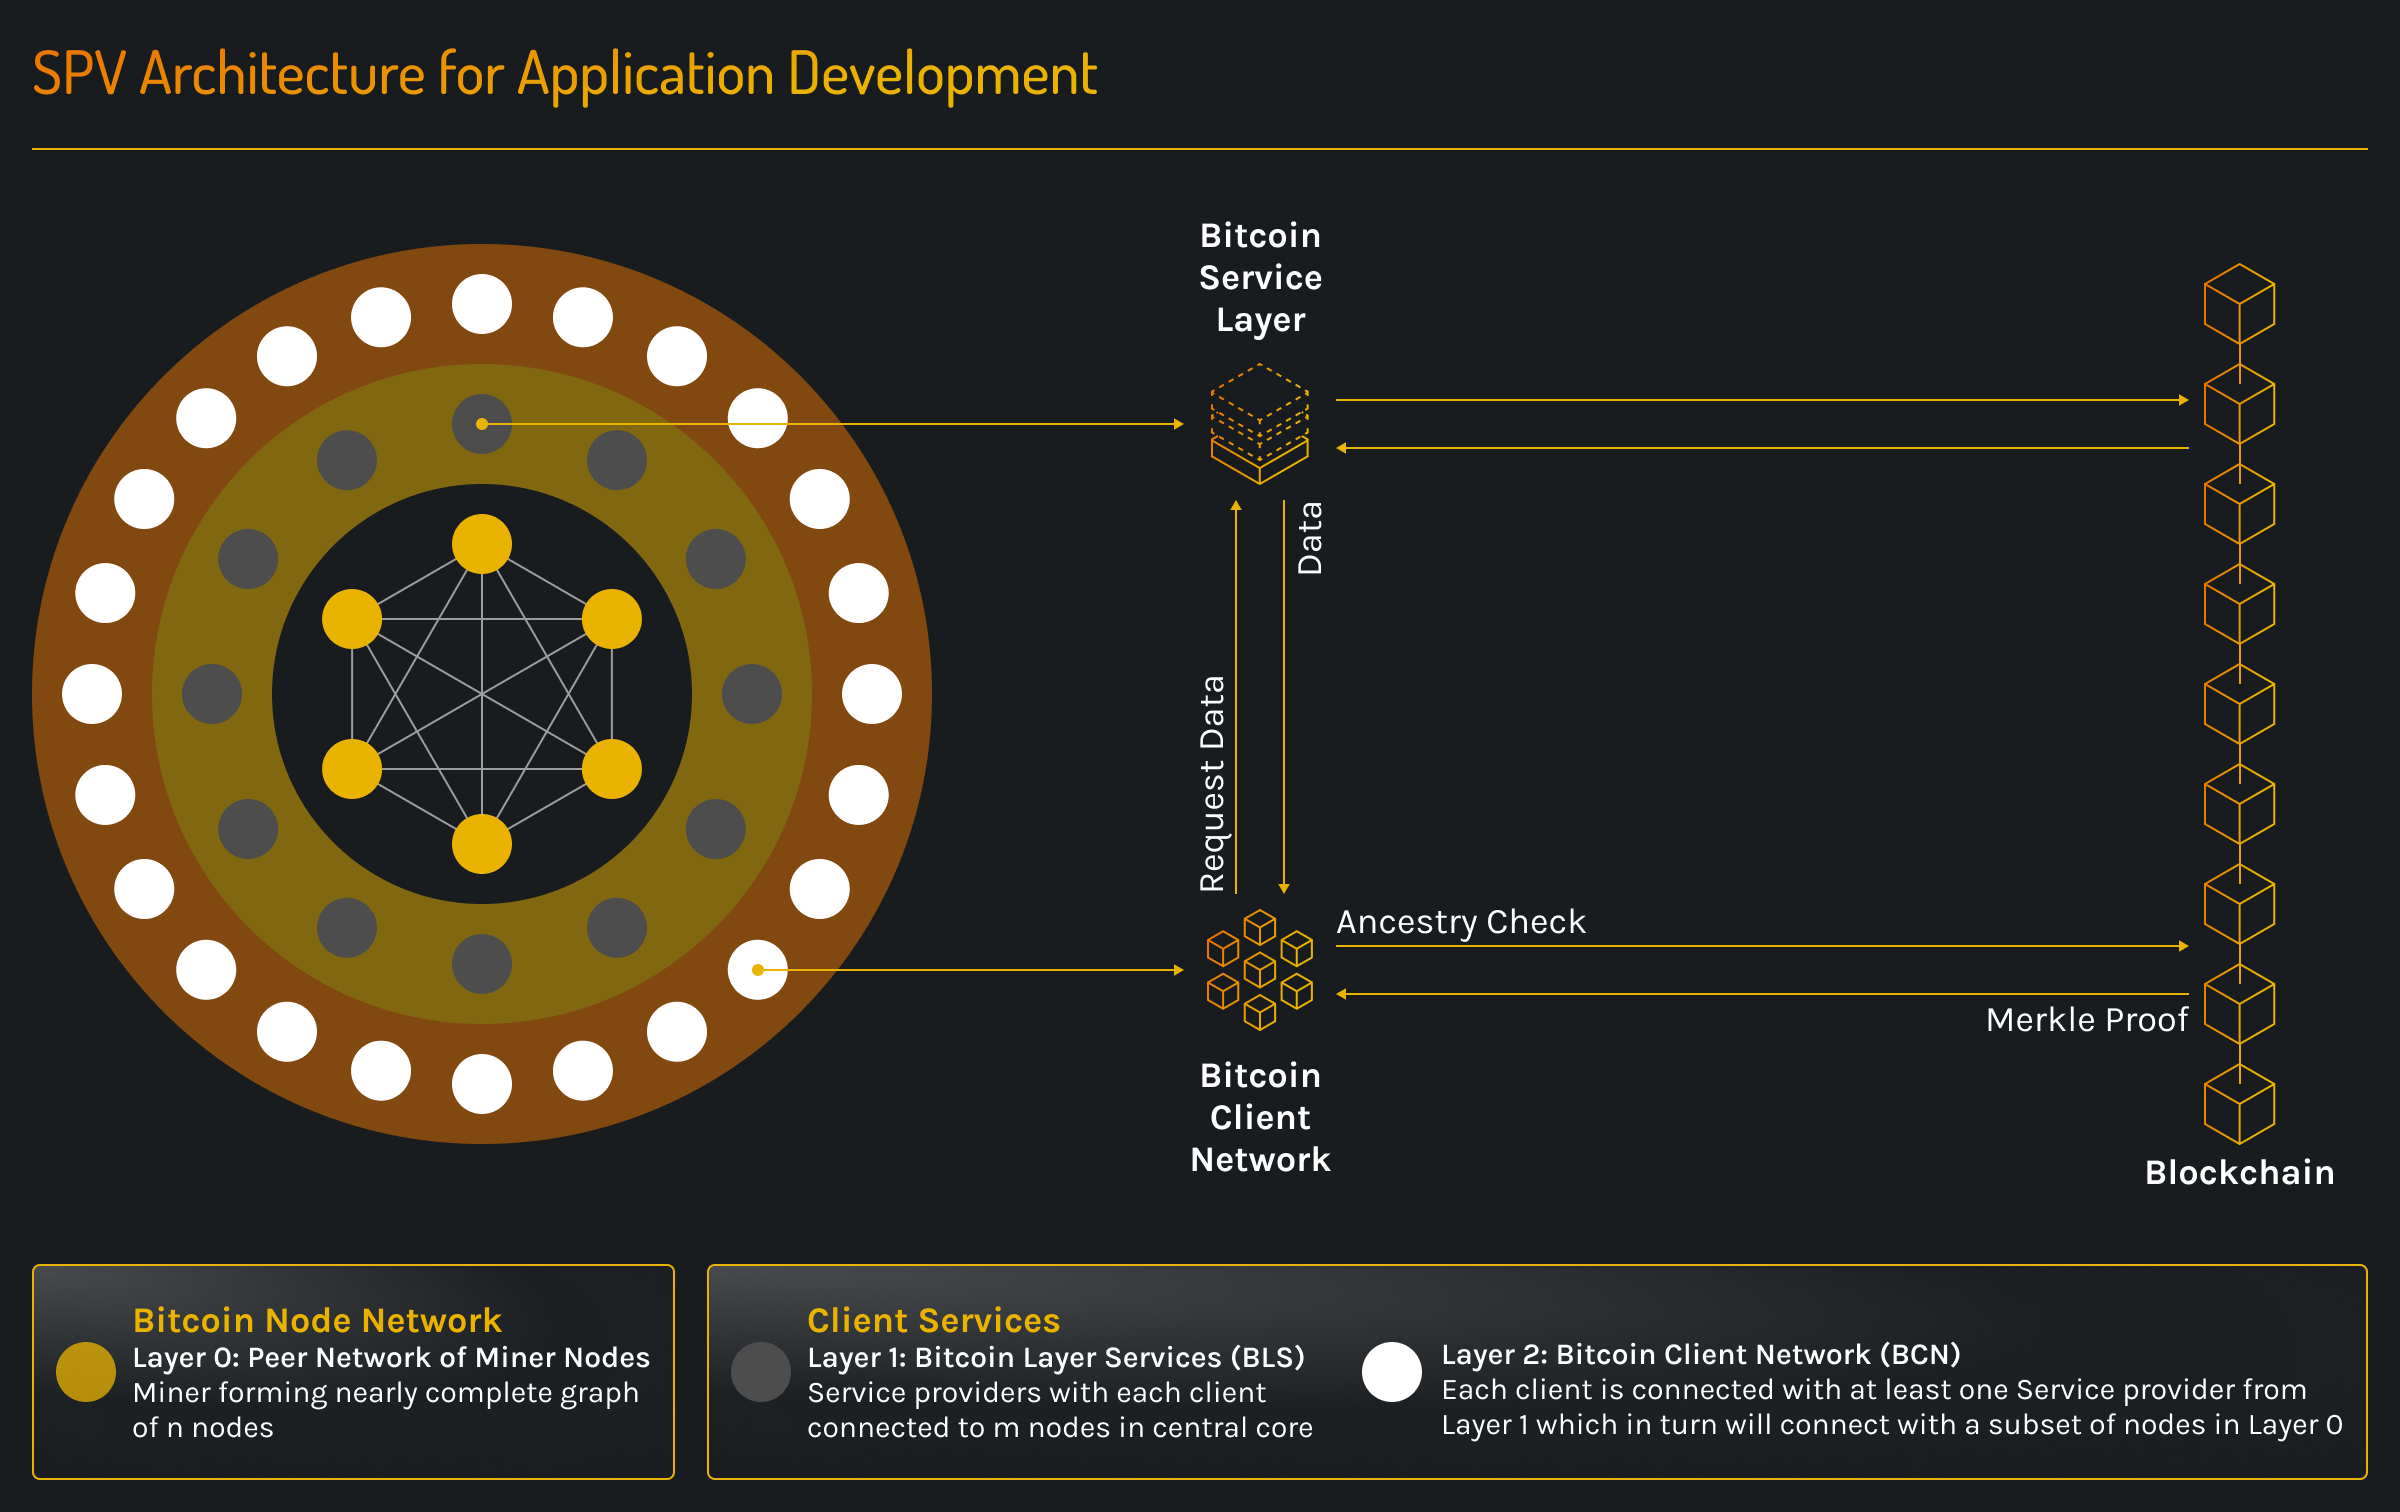 SPV Architecture for Application Development
Bitcoin
Service
Layer
Data
Request Data
Ancestry Check
Merkle Proof
Bitcoin
Client
Network
Blockchain
Bitcoin Node Network
Layer 0: Peer Network of Miner Nodes
Miner forming nearly complete graph
of n nodes
Client Services
Layer 1: Bitcoin Layer Services (BLS)
Service providers with each client
connected to m nodes in central core
Layer 2: Bitcoin Client Network (BCN)
Each client is connected with at least one Service provider from
Layer 1 which in turn will connect with a subset of nodes in Layer 0